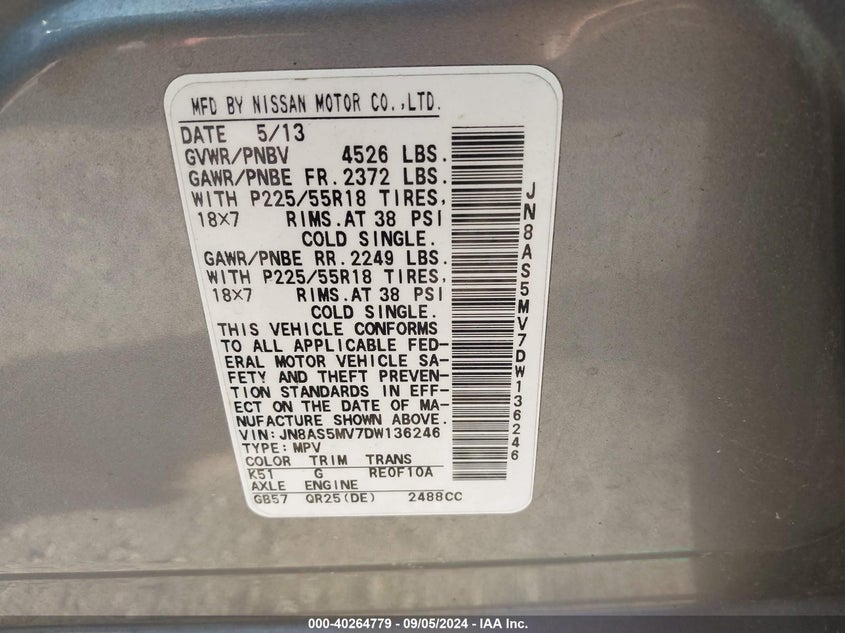 MFD BY NISSAN MOTOR CO.,LTD.
DATE 5/13
GVWR/PNBV 4526 LBS.
GAWR/PNBE FR. 2372 LBS.
WITH P225/55R18 TIRES,
18×7 RIMS.AT 38 PSI
COLD SINGLE.
GAWR/PNBE RR. 2249 LBS.
WITH P225/55R18 TIRES,
18×7 RIMS.AT 38 PSI
COLD SINGLE.
THIS VEHICLE CONFORMS
TO ALL APPLICABLE FED-
ERAL MOTOR VEHICLE SA-
FETY AND THEFT PREVEN-
TION STANDARDS IN EFF-
ECT ON THE DATE OF MA-
NUFACTURE SHOWN ABOVE.
VIN: JN8AS5MV7DW136246
TYPE: MPV
COLOR TRIM TRANS
K51 G RE0F10A
AXLE ENGINE
GB57 QR25(DE) 2488CC
JN8AS5MV7DW136246
000-40264779 - 09/05/2024 - IAA Inc.